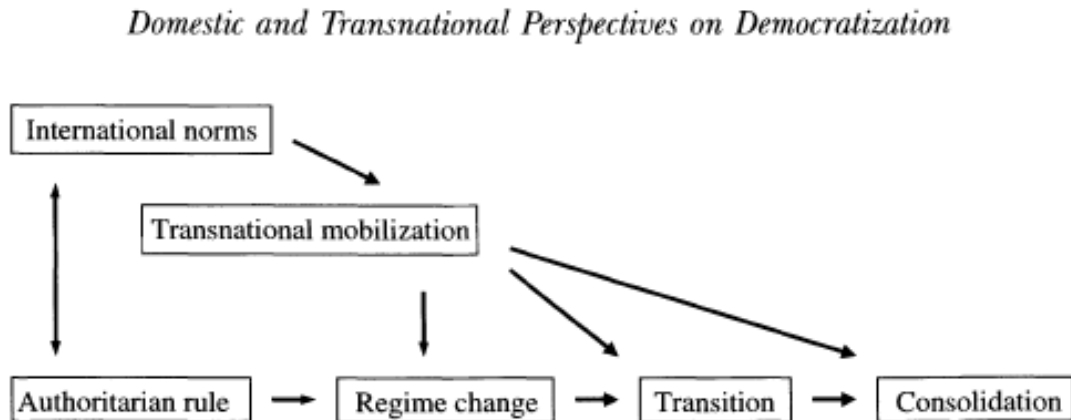 Domestic and Transnational Perspectives on Democratization
International norms
Transnational mobilization
Authoritarian rule
Regime change
Transition
Consolidation